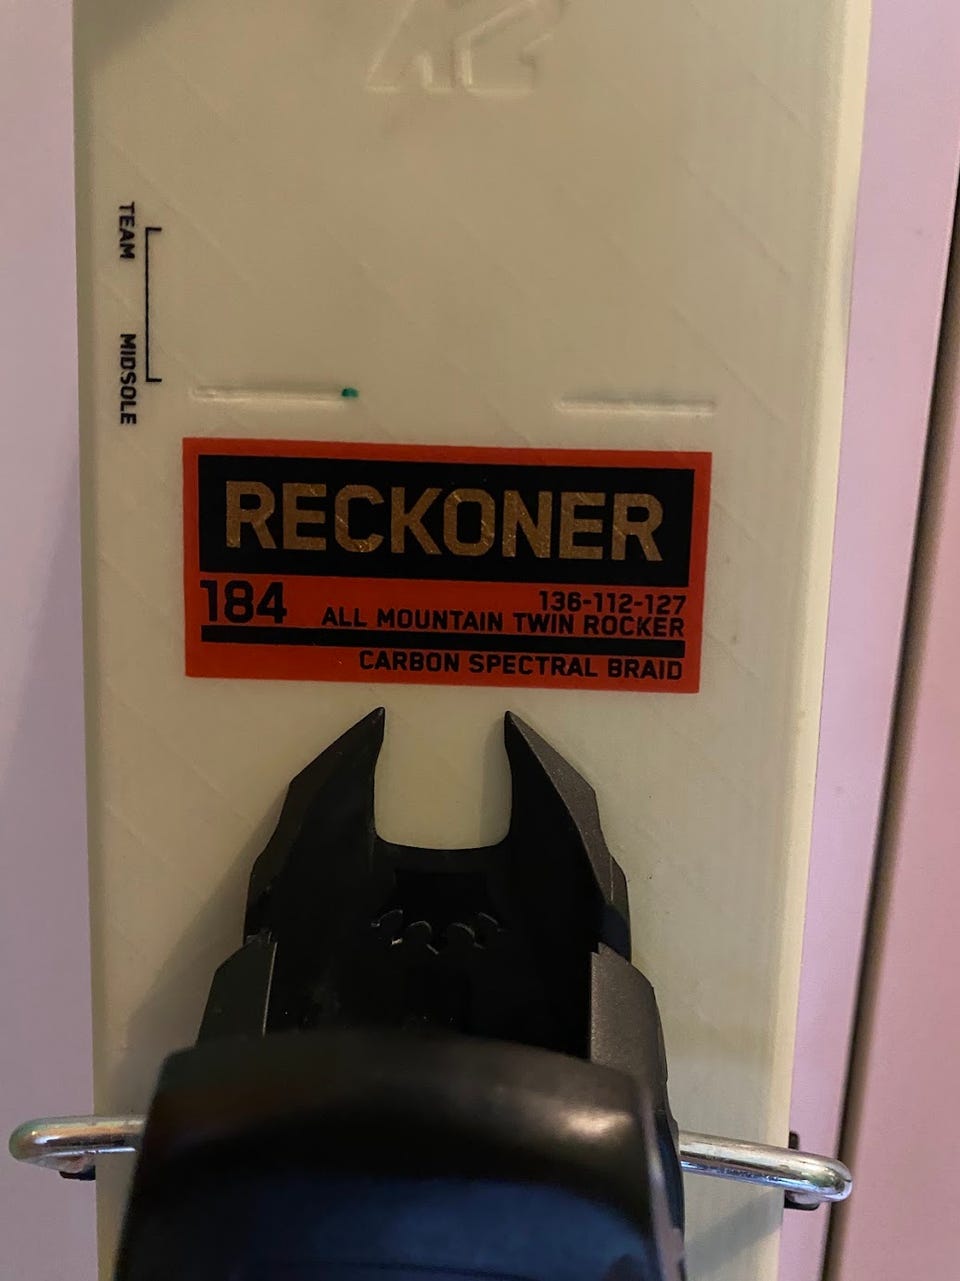 K2
TEAM
MIDSOLE
RECKONER
184
136-112-127
ALL MOUNTAIN TWIN ROCKER
CARBON SPECTRAL BRAID